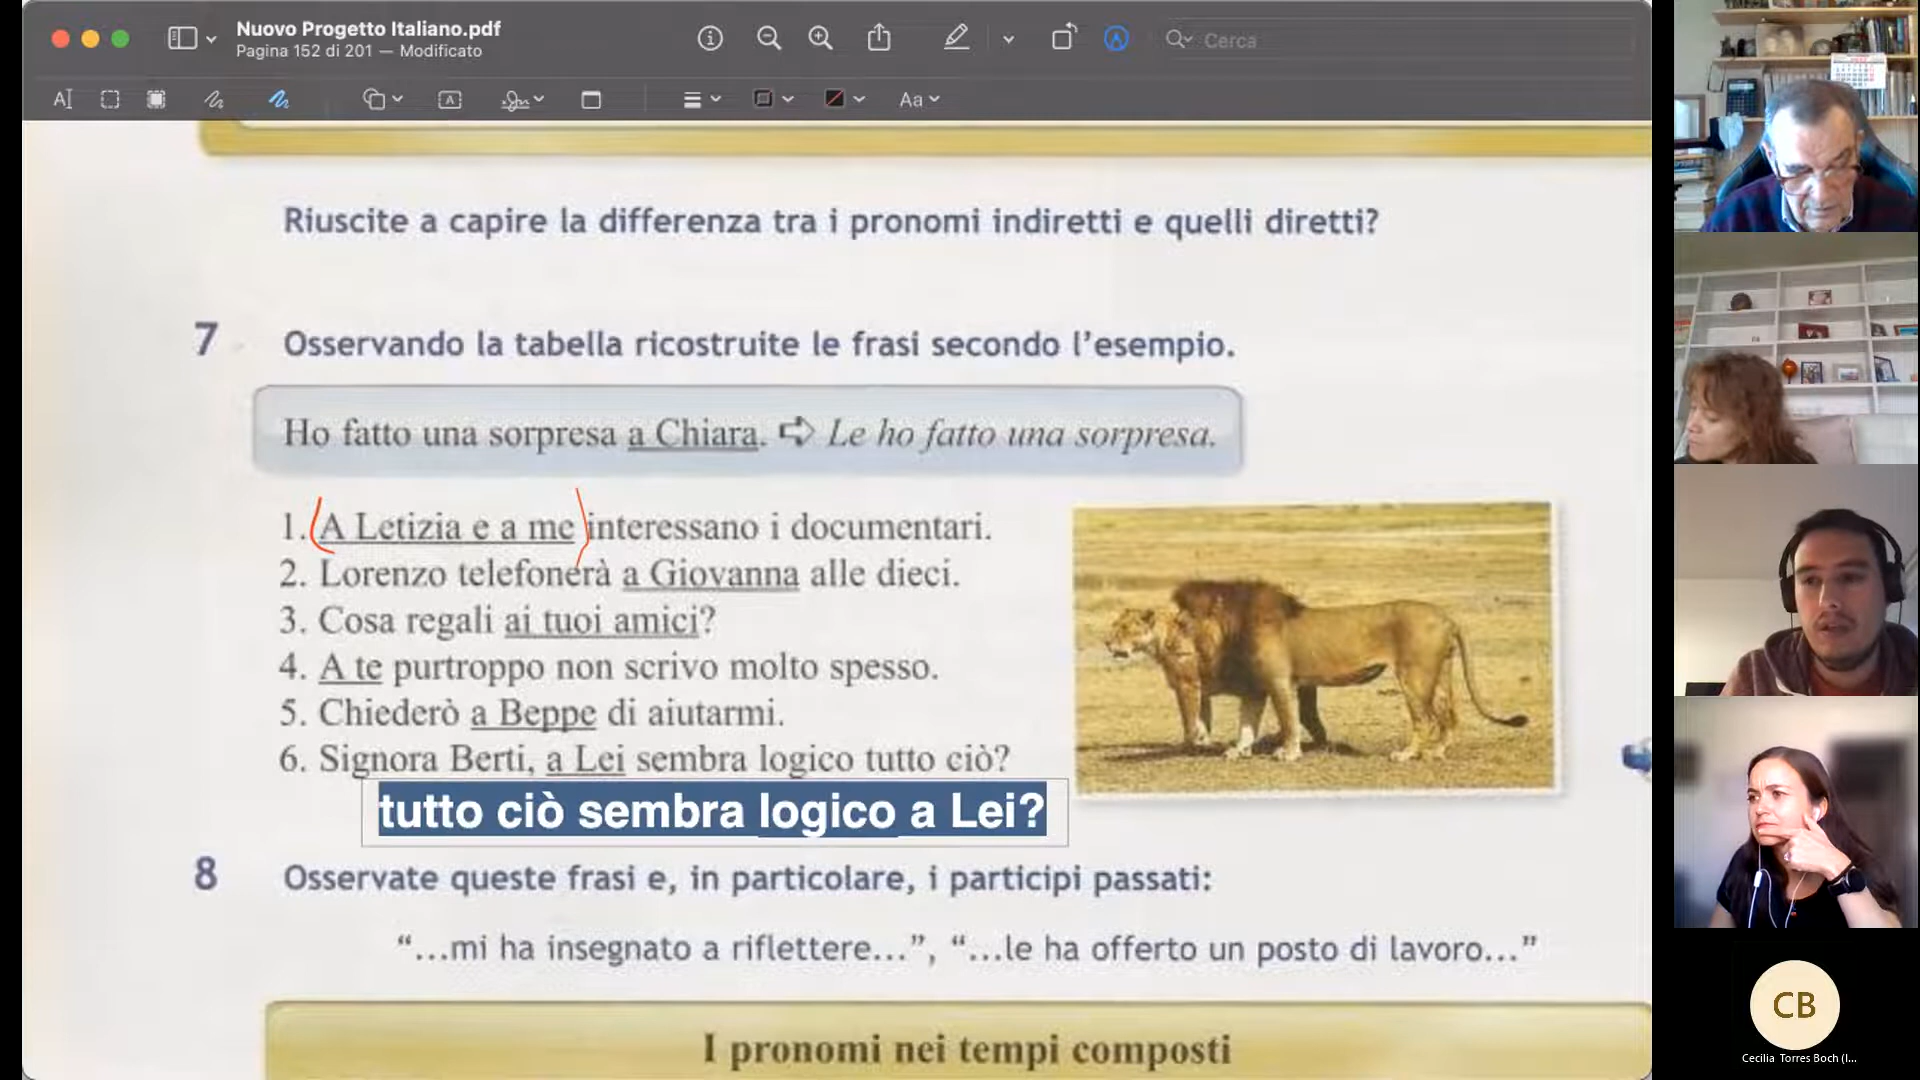 Nuovo Progetto Italiano.pdf
Pagina 152 di 201 — Modificato
Cerca
Aa
Riuscite a capire la differenza tra i pronomi indiretti e quelli diretti?
7 Osservando la tabella ricostruite le frasi secondo l'esempio.
Ho fatto una sorpresa a Chiara. ➪ Le ho fatto una sorpresa.
1. A Letizia e a me interessano i documentari.
2. Lorenzo telefonerà a Giovanna alle dieci.
3. Cosa regali ai tuoi amici?
4. A te purtroppo non scrivo molto spesso.
5. Chiederò a Beppe di aiutarmi.
6. Signora Berti, a Lei sembra logico tutto ciò?
tutto ciò sembra logico a Lei?
8 Osservate queste frasi e, in particolare, i participi passati:
“...mi ha insegnato a riflettere...”, “...le ha offerto un posto di lavoro...”
I pronomi nei tempi composti
CB
Cecilia Torres Boch (I...